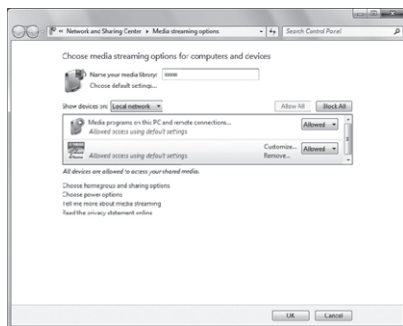 « Network and Sharing Center ▸ Media streaming options
Search Control Panel
Choose media streaming options for computers and devices
Name your media library:
Choose default settings...
Show devices on: Local network
Allow All
Block All
Media programs on this PC and remote connections...
Allowed access using default settings
Allowed
Allowed access using default settings
Customize...
Remove...
Allowed
All devices are allowed to access your shared media.
Choose homegroup and sharing options
Choose power options
Tell me more about media streaming
Read the privacy statement online
OK
Cancel